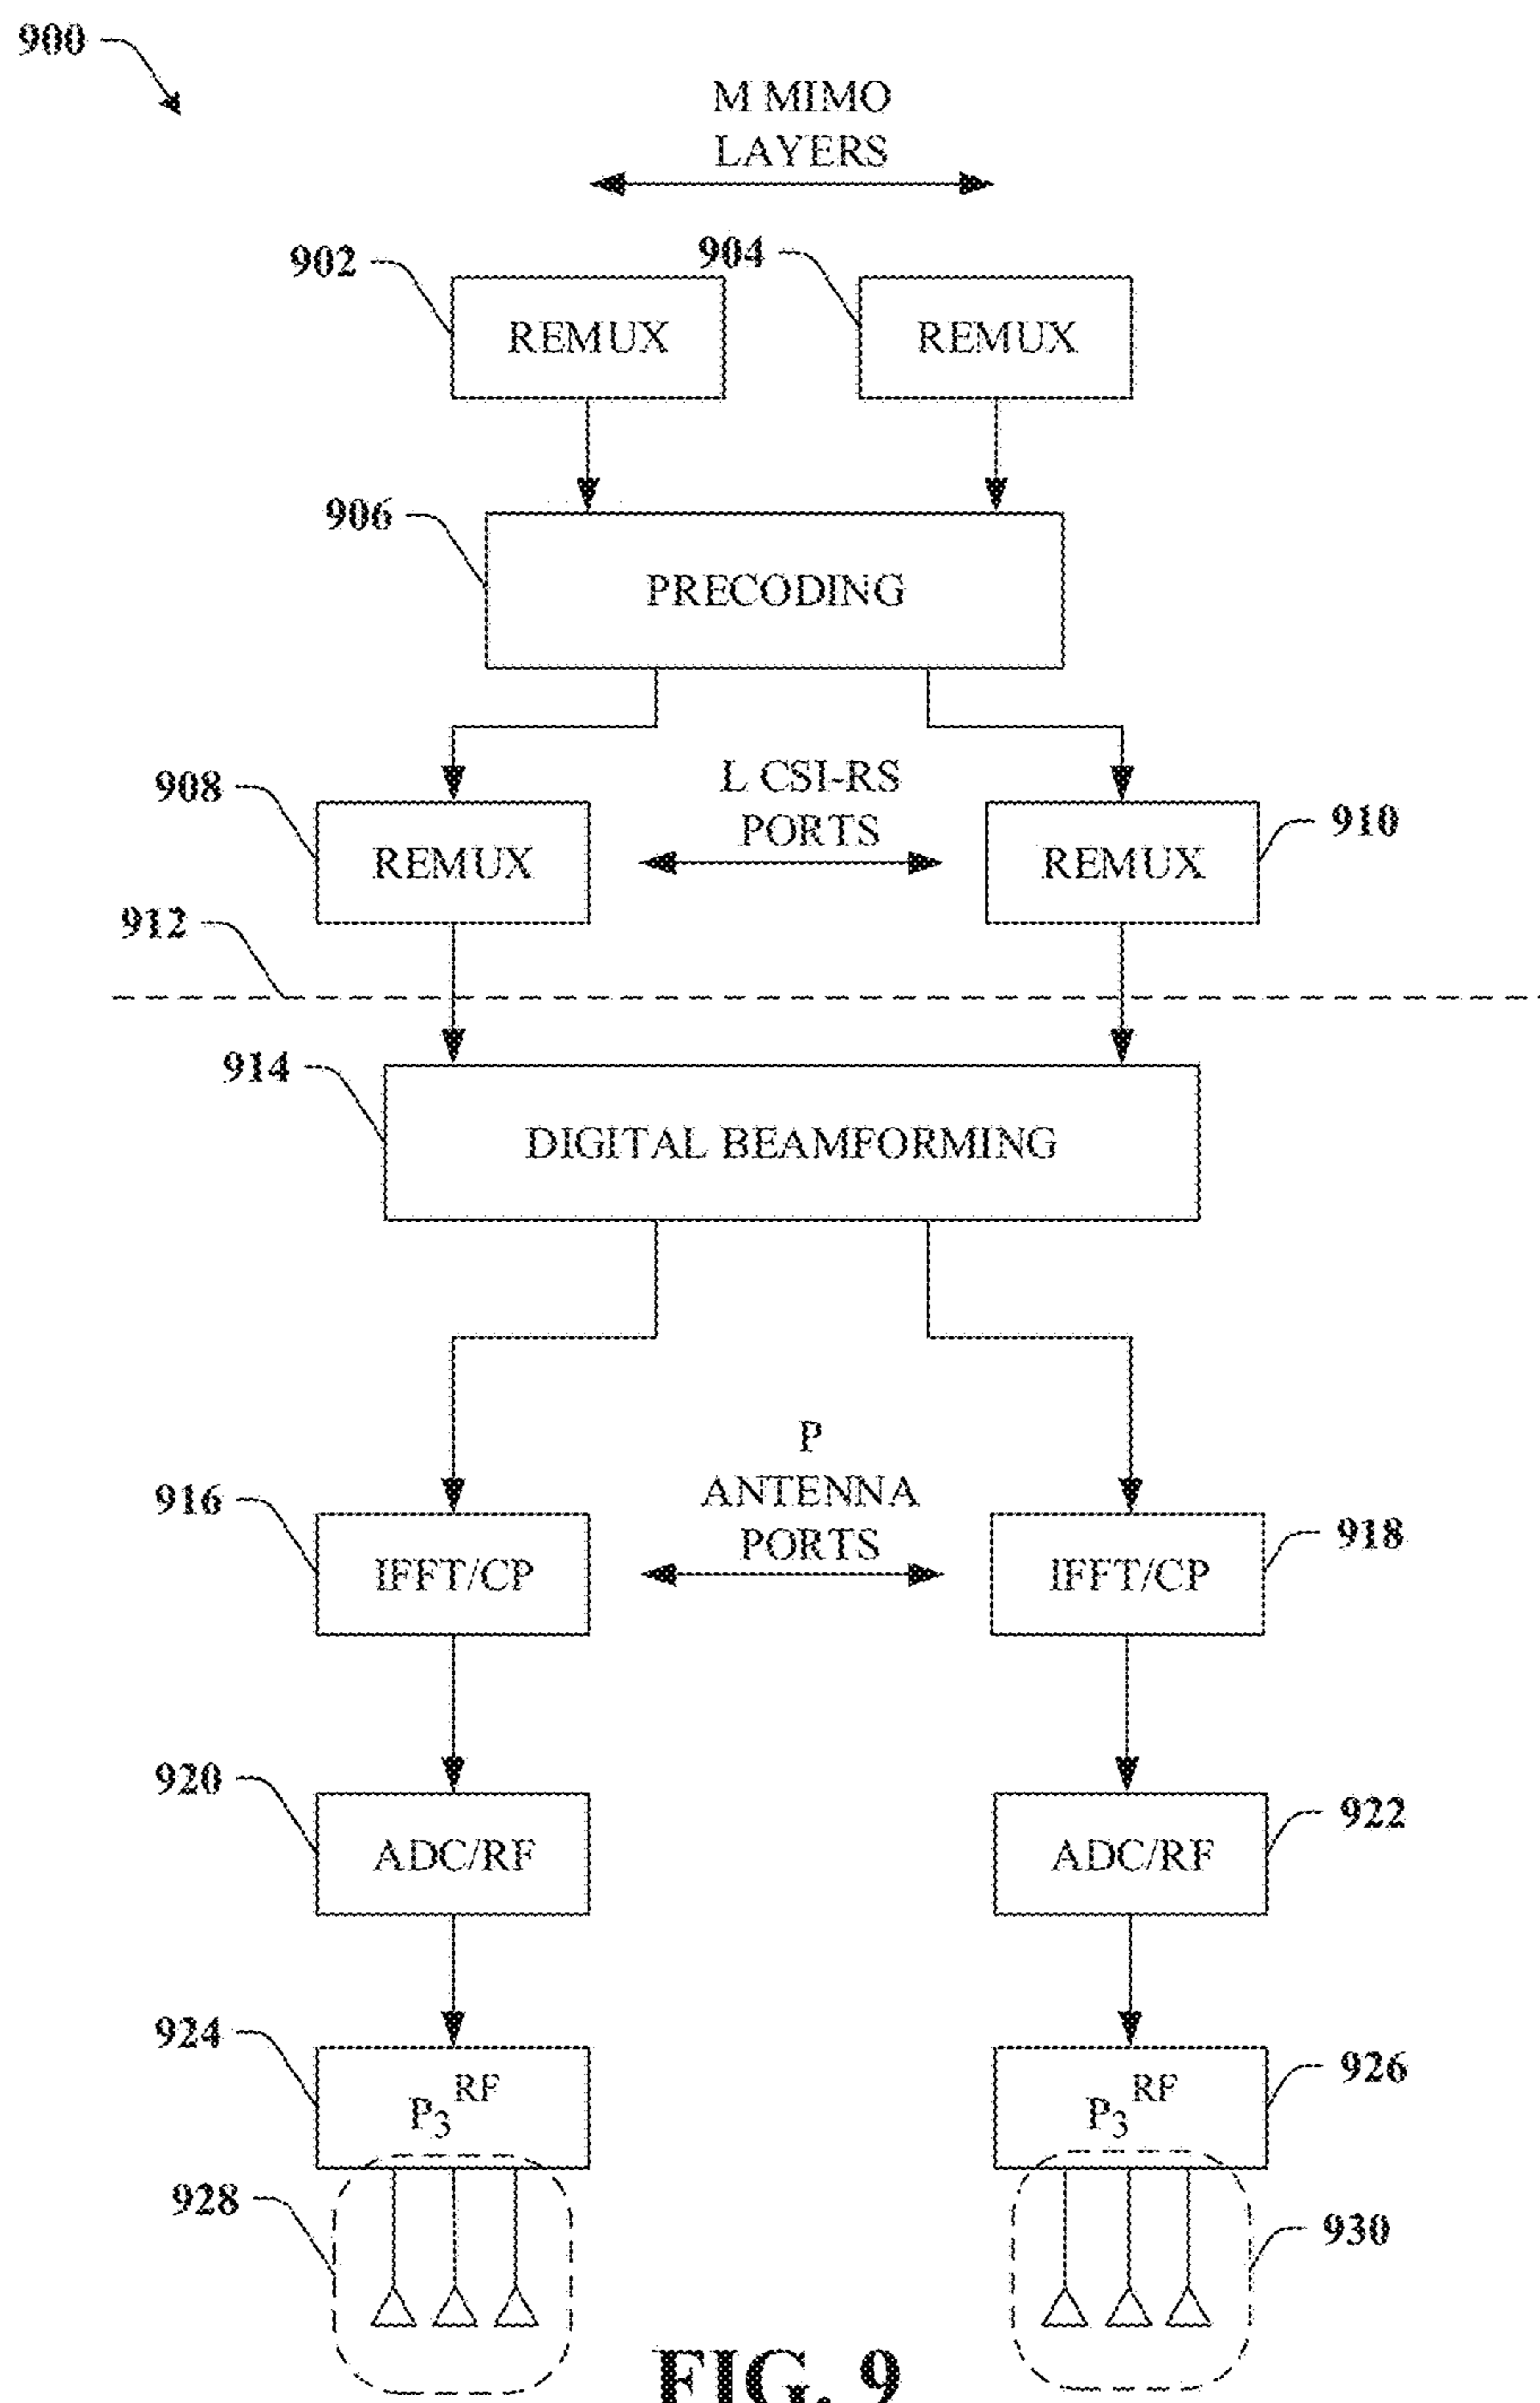 900
M MIMO
LAYERS
902
904
REMUX
REMUX
906
PRECODING
908
L CSI-RS
PORTS
910
REMUX
REMUX
912
914
DIGITAL BEAMFORMING
P
ANTENNA
PORTS
916
918
IFFT/CP
IFFT/CP
920
922
ADC/RF
ADC/RF
924
926
P3RF
P3RF
928
930
FIG. 9